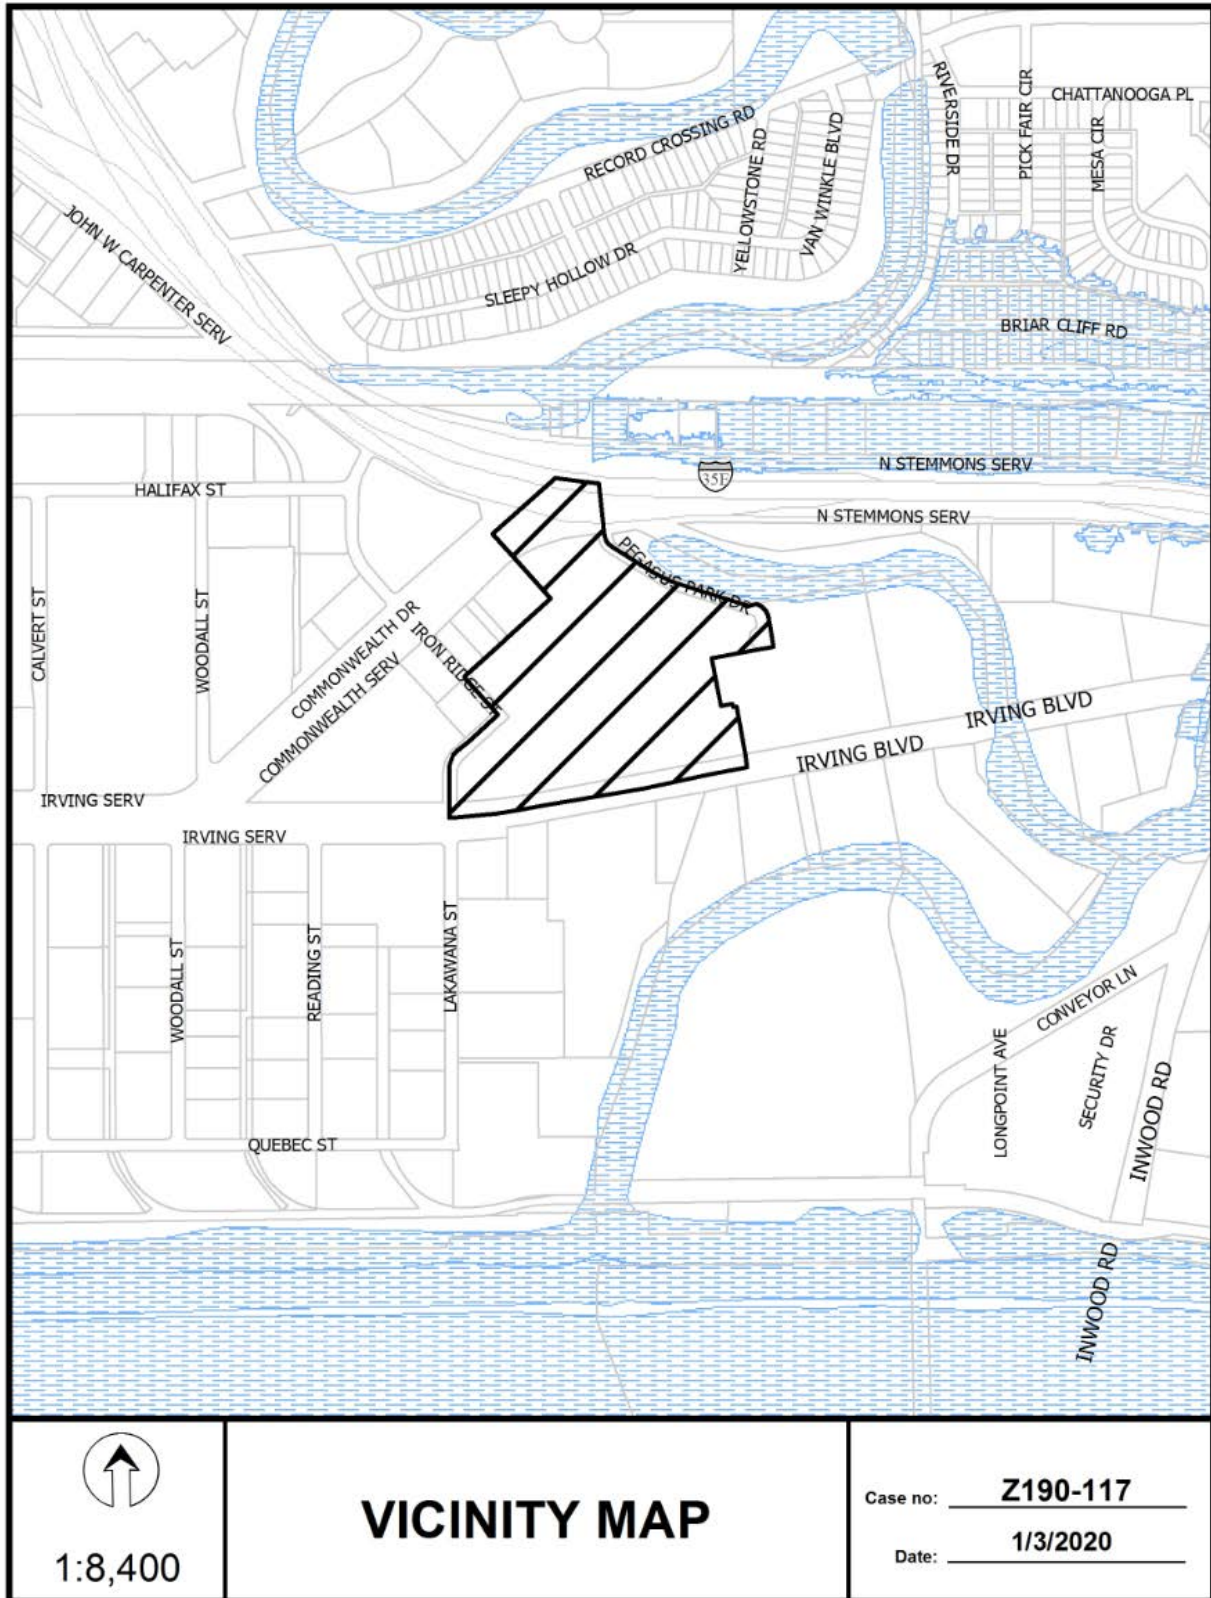 CHATTANOOGA PL
RIVERSIDE DR
PICK FAIR CIR
MESA CIR
RECORD CROSSING RD
YELLOWSTONE RD
VAN WINKLE BLVD
JOHN W CARPENTER SERV
SLEEPY HOLLOW DR
BRIAR CLIFF RD
N STEMMONS SERV
35E
HALIFAX ST
N STEMMONS SERV
PEGASUS PARK DR
CALVERT ST
WOODALL ST
COMMONWEALTH DR
IRON RIDGE ST
COMMONWEALTH SERV
IRVING BLVD
IRVING BLVD
IRVING SERV
IRVING SERV
WOODALL ST
READING ST
LAKAWANA ST
CONVEYOR LN
LONGPOINT AVE
SECURITY DR
INWOOD RD
QUEBEC ST
INWOOD RD
1:8,400
VICINITY MAP
Case no: Z190-117
Date: 1/3/2020